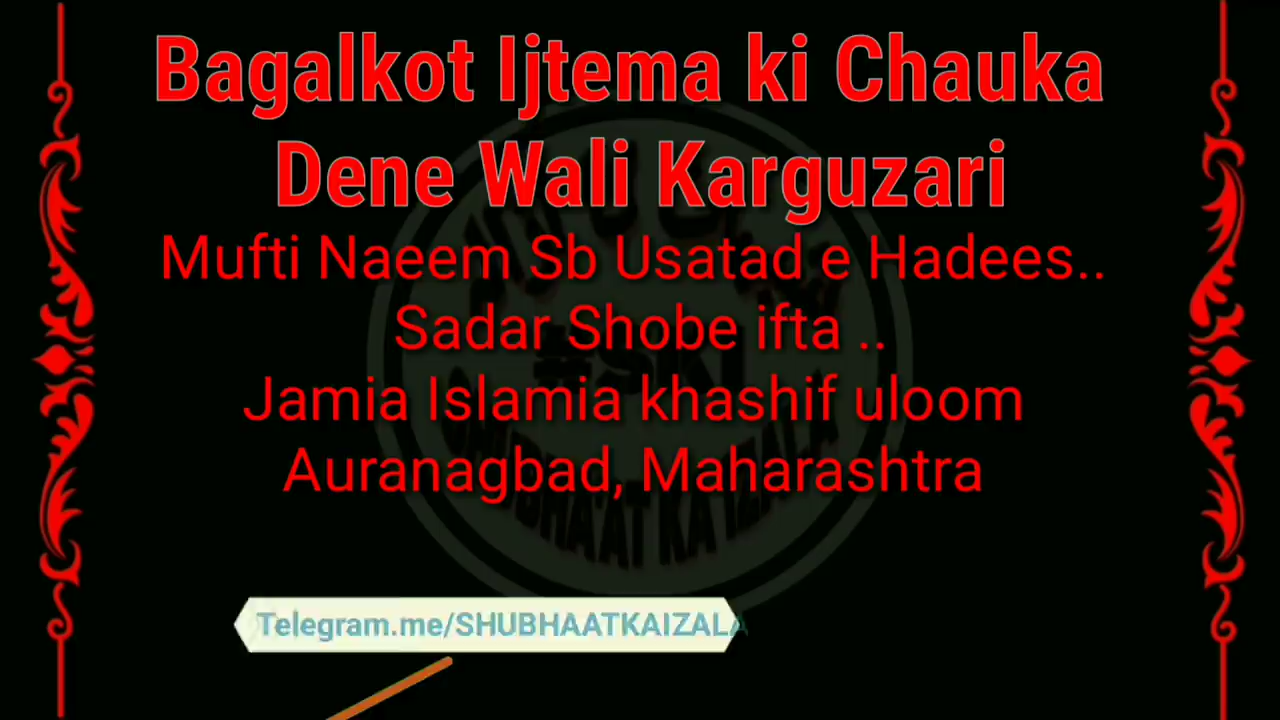 Bagalkot Ijtema ki Chauka
Dene Wali Karguzari
Mufti Naeem Sb Usatad e Hadees..
Sadar Shobe ifta ..
Jamia Islamia khashif uloom
Auranagbad, Maharashtra
Telegram.me/SHUBHAATKAIZALA